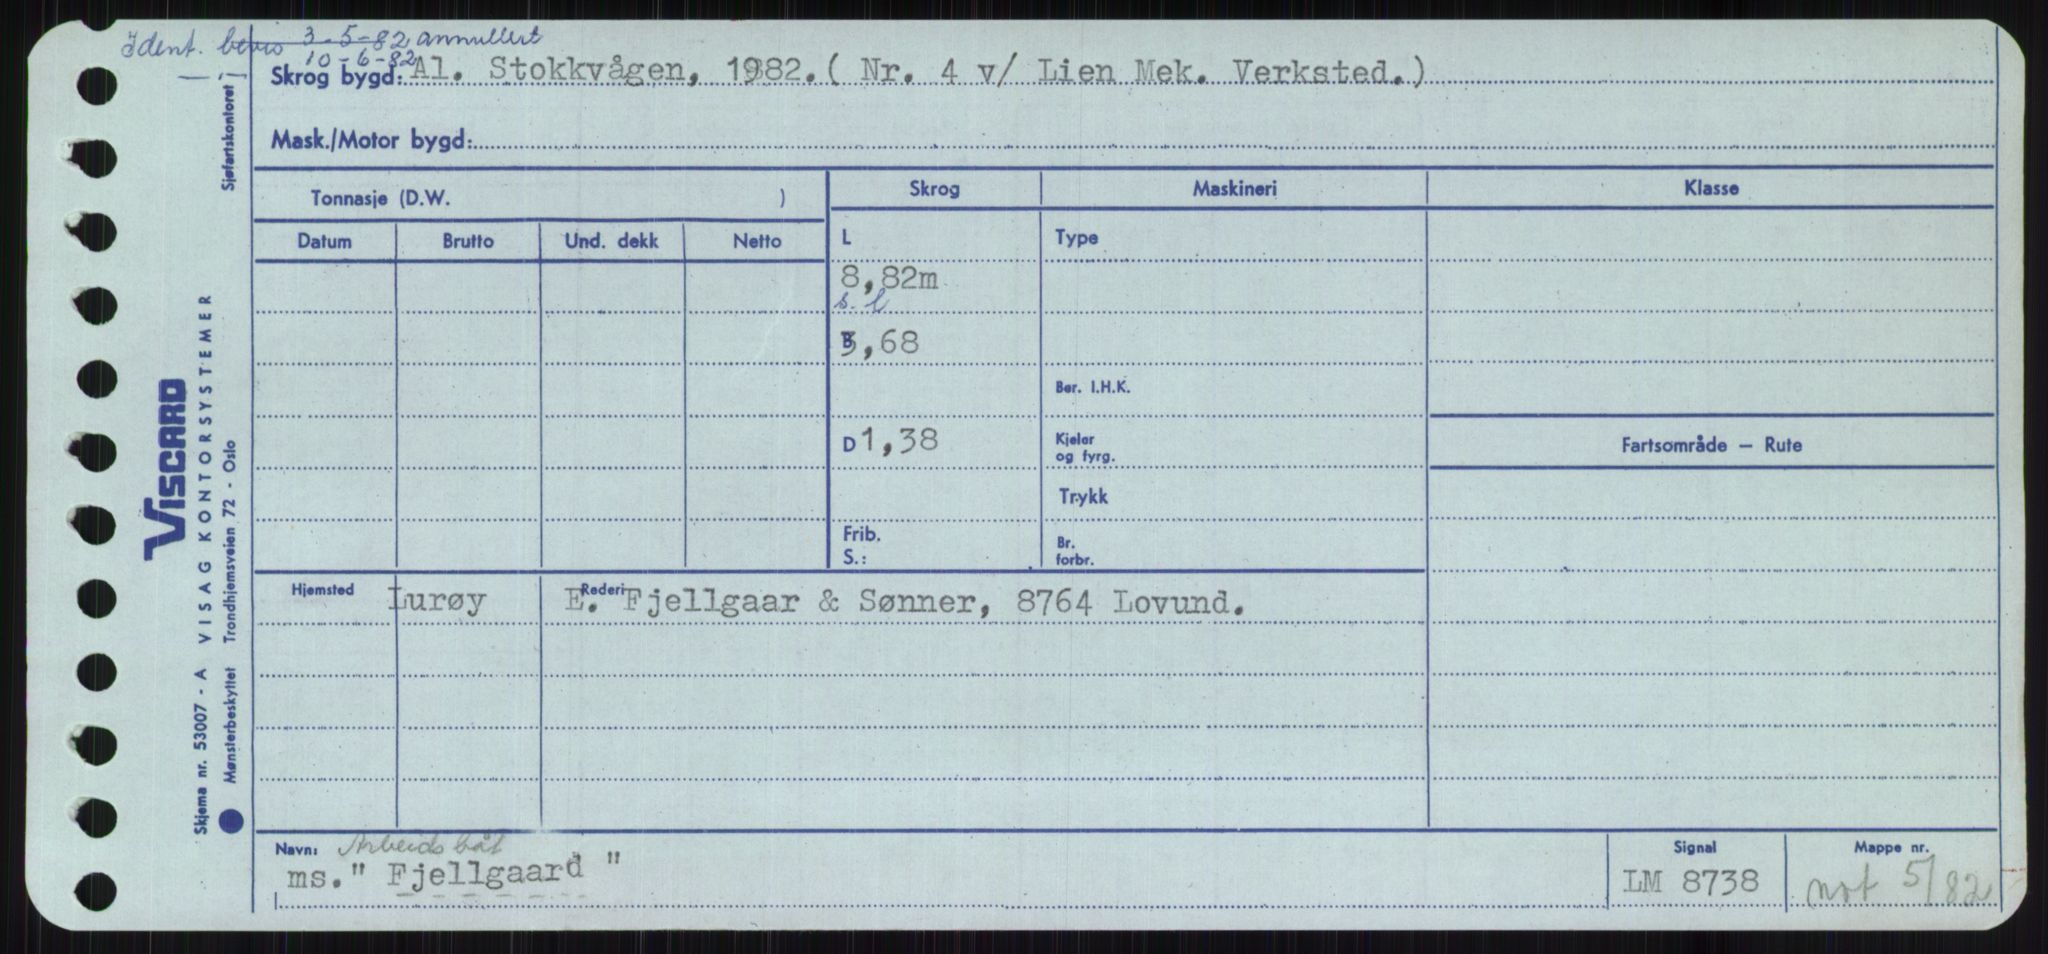 Ident. bevis 3-5-82 annullert
—"— 10-6-82
Skrog bygd: Al. Stokkvågen, 1982.( Nr. 4 v/ Lien Mek. Verksted.)
Mask./Motor bygd:
Tonnasje (D.W. )
Skrog Maskineri Klasse
Datum Brutto Und. dekk Netto
L Type
8,82m
s. l
B 3,68
Ber. I.H.K.
D 1,38
Kjeler
og fyrg.
Fartsområde — Rute
Trykk
Frib.
S.:
Br.
forbr.
Hjemsted Lurøy Rederi E. Fjellgaar & Sønner, 8764 Lovund.
Navn: Arbeidsbåt
ms." Fjellgaard "
Signal
LM 8738
Mappe nr.
not 5/82
Sjøfartskontoret
VISCARD
VISAG KONTORSYSTEMER
Skjema nr. 53007 - A
Mønsterbeskyttet Trondhjemsveien 72 - Oslo